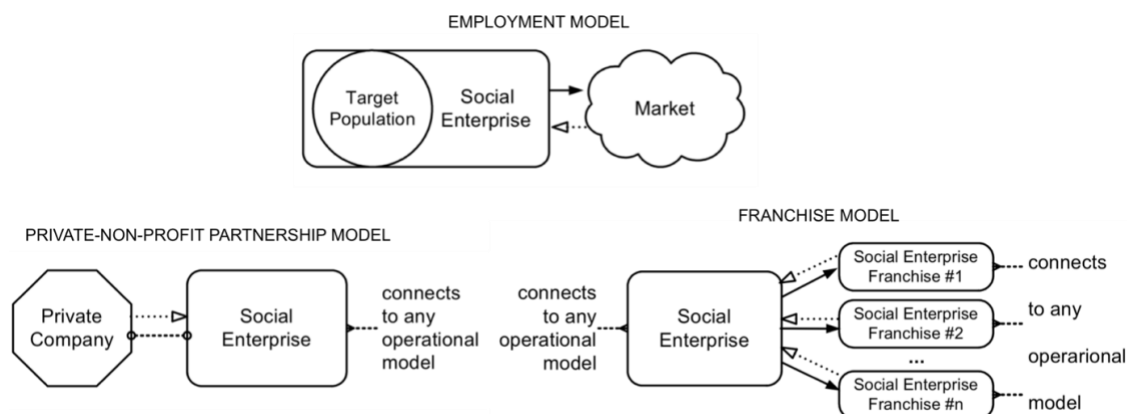 EMPLOYMENT MODEL
Target
Population
Social
Enterprise
Market
PRIVATE-NON-PROFIT PARTNERSHIP MODEL
Private
Company
Social
Enterprise
connects
to any
operational
model
FRANCHISE MODEL
connects
to any
operational
model
Social
Enterprise
Social Enterprise
Franchise #1
Social Enterprise
Franchise #2
...
Social Enterprise
Franchise #n
connects
to any
operarional
model